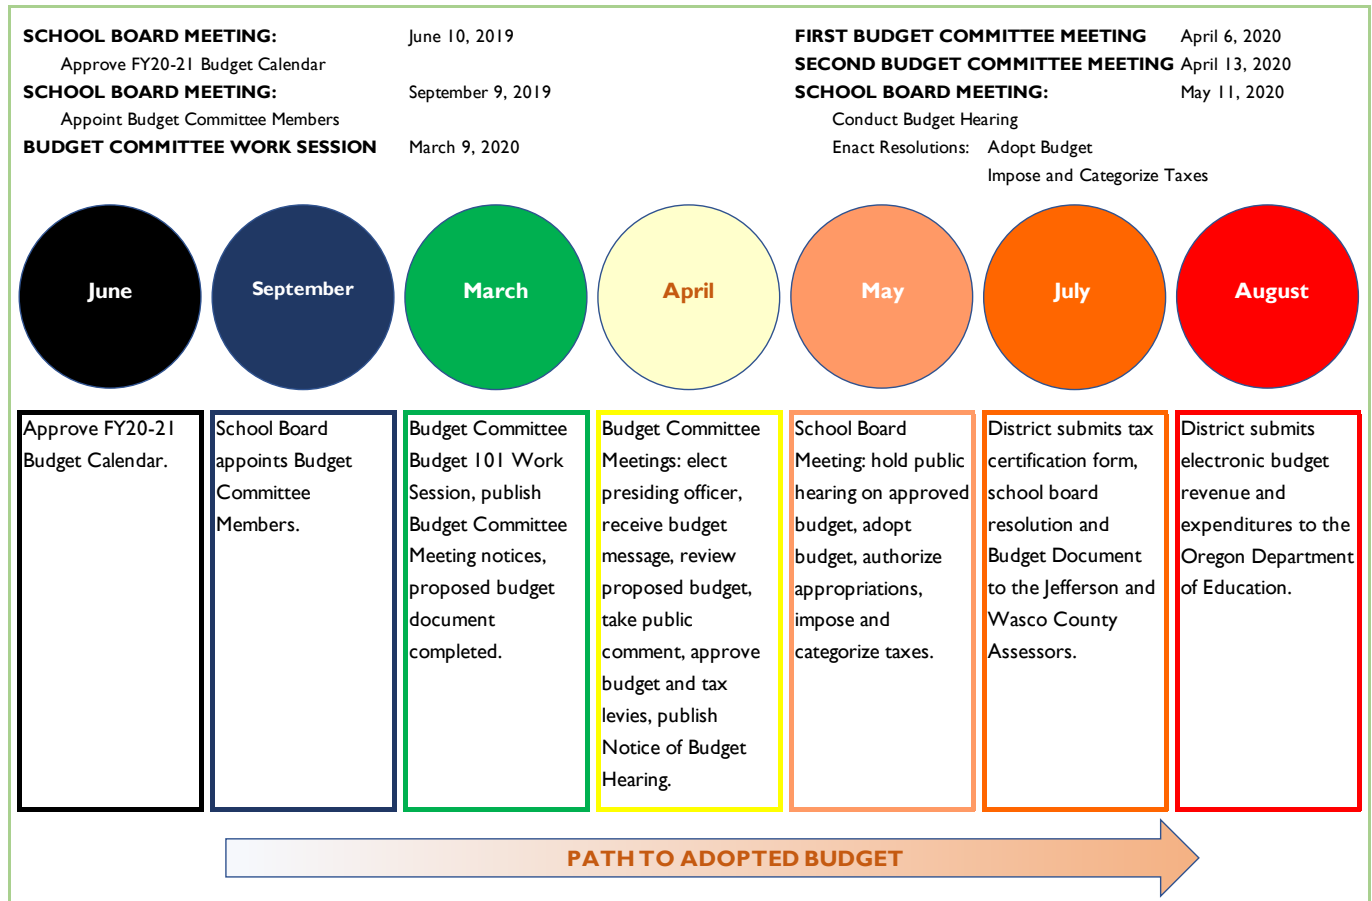 SCHOOL BOARD MEETING: June 10, 2019
Approve FY20-21 Budget Calendar
SCHOOL BOARD MEETING: September 9, 2019
Appoint Budget Committee Members
BUDGET COMMITTEE WORK SESSION March 9, 2020
FIRST BUDGET COMMITTEE MEETING April 6, 2020
SECOND BUDGET COMMITTEE MEETING April 13, 2020
SCHOOL BOARD MEETING: May 11, 2020
Conduct Budget Hearing
Enact Resolutions: Adopt Budget
Impose and Categorize Taxes
June
September
March
April
May
July
August
Approve FY20-21
Budget Calendar.
School Board
appoints Budget
Committee
Members.
Budget Committee
Budget 101 Work
Session, publish
Budget Committee
Meeting notices,
proposed budget
document
completed.
Budget Committee
Meetings: elect
presiding officer,
receive budget
message, review
proposed budget,
take public
comment, approve
budget and tax
levies, publish
Notice of Budget
Hearing.
School Board
Meeting: hold public
hearing on approved
budget, adopt
budget, authorize
appropriations,
impose and
categorize taxes.
District submits tax
certification form,
school board
resolution and
Budget Document
to the Jefferson and
Wasco County
Assessors.
District submits
electronic budget
revenue and
expenditures to the
Oregon Department
of Education.
PATH TO ADOPTED BUDGET